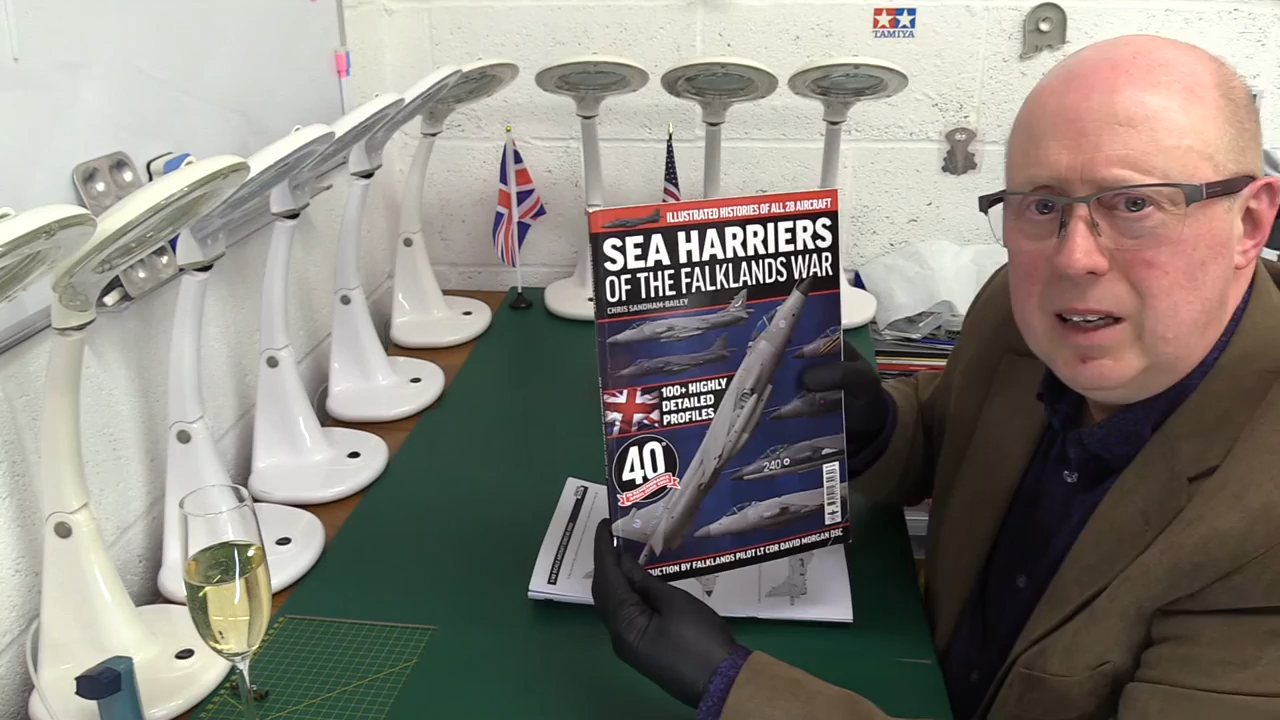 TAMIYA
ILLUSTRATED HISTORIES OF ALL 28 AIRCRAFT
SEA HARRIERS
OF THE FALKLANDS WAR
CHRIS SANDHAM-BAILEY
100+ HIGHLY
DETAILED
PROFILES
40
240
DUCTION BY FALKLANDS PILOT LT CDR DAVID MORGAN DSC